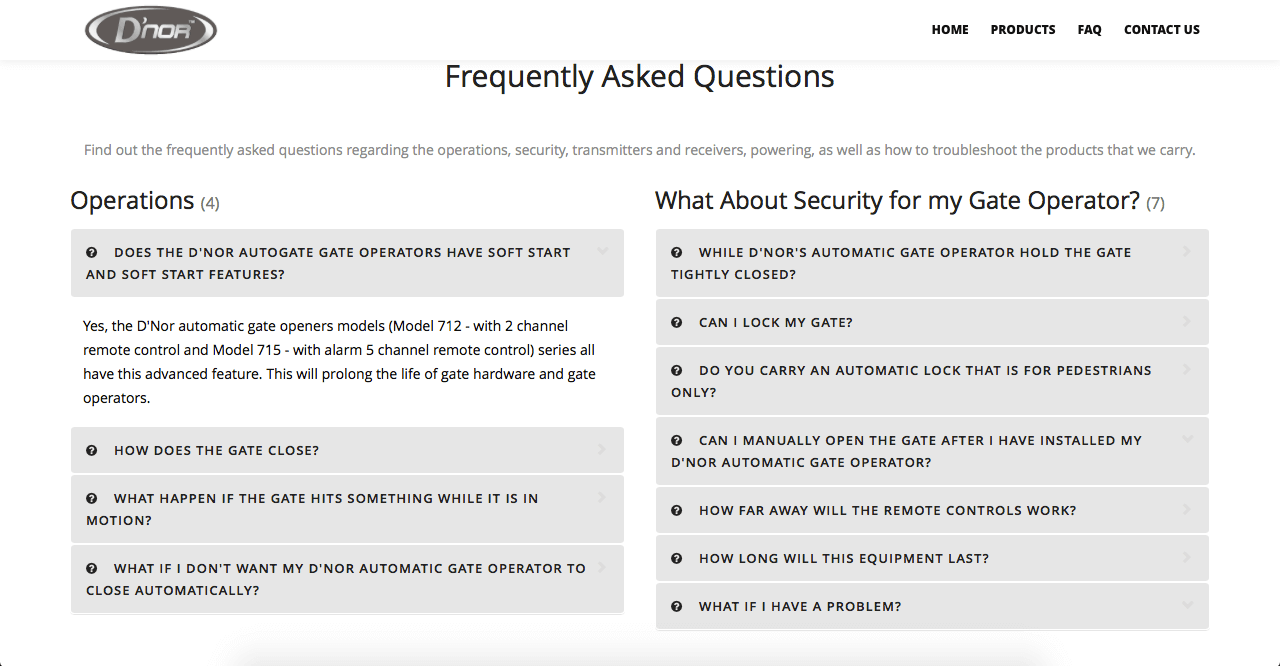 D'NOR™
HOME PRODUCTS FAQ CONTACT US
Frequently Asked Questions
Find out the frequently asked questions regarding the operations, security, transmitters and receivers, powering, as well as how to troubleshoot the products that we carry.
Operations (4)
DOES THE D'NOR AUTOGATE GATE OPERATORS HAVE SOFT START
AND SOFT START FEATURES?
Yes, the D'Nor automatic gate openers models (Model 712 - with 2 channel
remote control and Model 715 - with alarm 5 channel remote control) series all
have this advanced feature. This will prolong the life of gate hardware and gate
operators.
HOW DOES THE GATE CLOSE?
WHAT HAPPEN IF THE GATE HITS SOMETHING WHILE IT IS IN
MOTION?
WHAT IF I DON'T WANT MY D'NOR AUTOMATIC GATE OPERATOR TO
CLOSE AUTOMATICALLY?
What About Security for my Gate Operator? (7)
WHILE D'NOR'S AUTOMATIC GATE OPERATOR HOLD THE GATE
TIGHTLY CLOSED?
CAN I LOCK MY GATE?
DO YOU CARRY AN AUTOMATIC LOCK THAT IS FOR PEDESTRIANS
ONLY?
CAN I MANUALLY OPEN THE GATE AFTER I HAVE INSTALLED MY
D'NOR AUTOMATIC GATE OPERATOR?
HOW FAR AWAY WILL THE REMOTE CONTROLS WORK?
HOW LONG WILL THIS EQUIPMENT LAST?
WHAT IF I HAVE A PROBLEM?